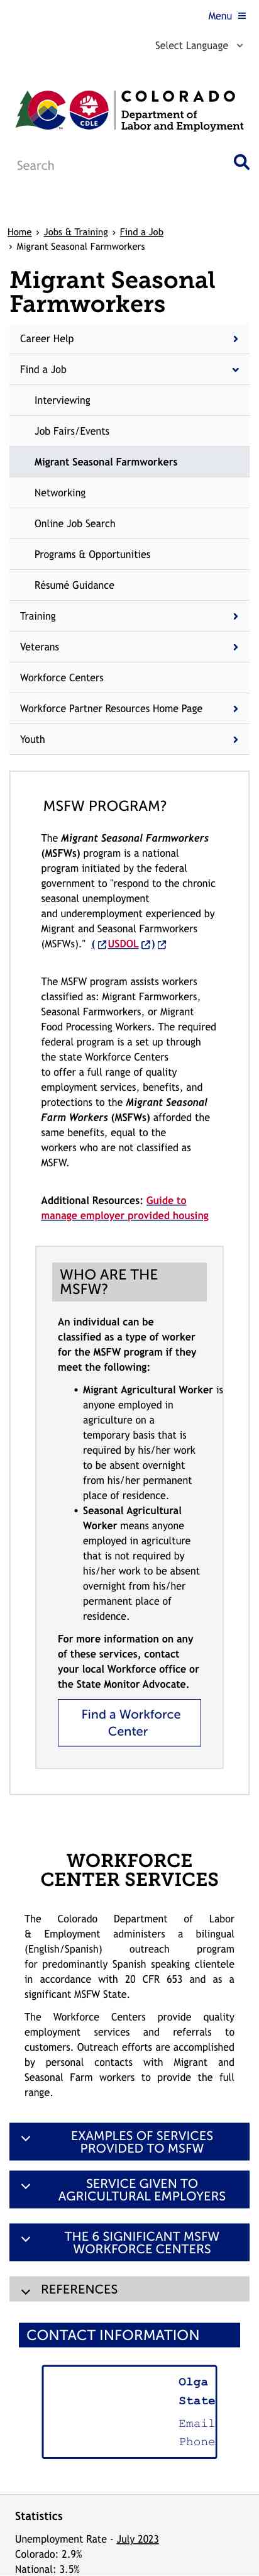 Menu
Select Language
COLORADO
Department of
Labor and Employment
CDLE
Search
Home › Jobs & Training › Find a Job
› Migrant Seasonal Farmworkers
Migrant Seasonal
Farmworkers
Career Help
Find a Job
Interviewing
Job Fairs/Events
Migrant Seasonal Farmworkers
Networking
Online Job Search
Programs & Opportunities
Résumé Guidance
Training
Veterans
Workforce Centers
Workforce Partner Resources Home Page
Youth
MSFW PROGRAM?
The Migrant Seasonal Farmworkers
(MSFWs) program is a national
program initiated by the federal
government to "respond to the chronic
seasonal unemployment
and underemployment experienced by
Migrant and Seasonal Farmworkers
(MSFWs)." ( USDOL )
The MSFW program assists workers
classified as: Migrant Farmworkers,
Seasonal Farmworkers, or Migrant
Food Processing Workers. The required
federal program is a set up through
the state Workforce Centers
to offer a full range of quality
employment services, benefits, and
protections to the Migrant Seasonal
Farm Workers (MSFWs) afforded the
same benefits, equal to the
workers who are not classified as
MSFW.
Additional Resources: Guide to
manage employer provided housing
WHO ARE THE
MSFW?
An individual can be
classified as a type of worker
for the MSFW program if they
meet the following:
• Migrant Agricultural Worker is
anyone employed in
agriculture on a
temporary basis that is
required by his/her work
to be absent overnight
from his/her permanent
place of residence.
• Seasonal Agricultural
Worker means anyone
employed in agriculture
that is not required by
his/her work to be absent
overnight from his/her
permanent place of
residence.
For more information on any
of these services, contact
your local Workforce office or
the State Monitor Advocate.
Find a Workforce
Center
WORKFORCE
CENTER SERVICES
The Colorado Department of Labor
& Employment administers a bilingual
(English/Spanish) outreach program
for predominantly Spanish speaking clientele
in accordance with 20 CFR 653 and as a
significant MSFW State.
The Workforce Centers provide quality
employment services and referrals to
customers. Outreach efforts are accomplished
by personal contacts with Migrant and
Seasonal Farm workers to provide the full
range.
EXAMPLES OF SERVICES
PROVIDED TO MSFW
SERVICE GIVEN TO
AGRICULTURAL EMPLOYERS
THE 6 SIGNIFICANT MSFW
WORKFORCE CENTERS
REFERENCES
CONTACT INFORMATION
Olga
State
Email
Phone
Statistics
Unemployment Rate - July 2023
Colorado: 2.9%
National: 3.5%